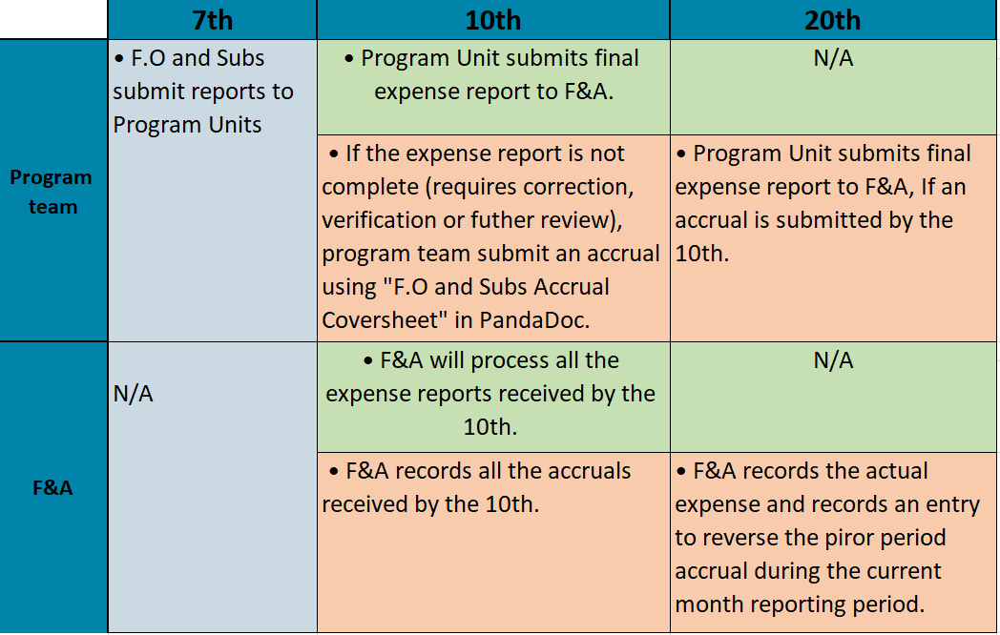 7th
10th
20th
Program
team
• F.O and Subs
submit reports to
Program Units
• Program Unit submits final
expense report to F&A.
N/A
• If the expense report is not
complete (requires correction,
verification or futher review),
program team submit an accrual
using "F.O and Subs Accrual
Coversheet" in PandaDoc.
• Program Unit submits final
expense report to F&A, If an
accrual is submitted by the
10th.
F&A
N/A
• F&A will process all the
expense reports received by the
10th.
N/A
• F&A records all the accruals
received by the 10th.
• F&A records the actual
expense and records an entry
to reverse the piror period
accrual during the current
month reporting period.